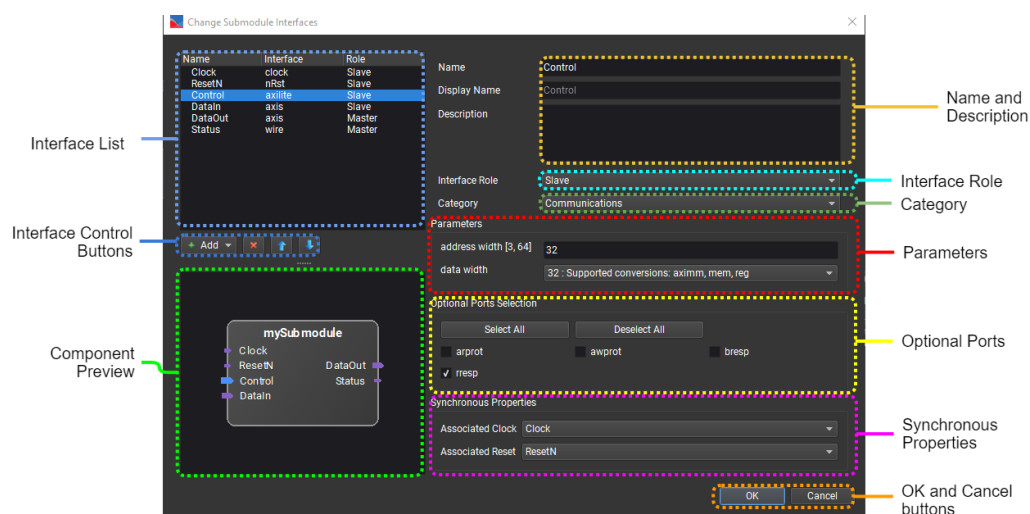 Change Submodule Interfaces
Name Interface Role
Clock clock Slave
ResetN nRst Slave
Control axilite Slave
DataIn axis Slave
DataOut axis Master
Status wire Master
Name Control
Display Name Control
Description
Interface Role Slave
Category Communications
Add
Parameters
address width [3, 64] 32
data width 32 : Supported conversions: aximm, mem, reg
Optional Ports Selection
Select All Deselect All
arprot awprot bresp
rresp
mySubmodule
Clock
ResetN DataOut
Control Status
DataIn
Synchronous Properties
Associated Clock Clock
Associated Reset ResetN
OK Cancel
Interface List
Interface Control
Buttons
Component
Preview
Name and
Description
Interface Role
Category
Parameters
Optional Ports
Synchronous
Properties
OK and Cancel
buttons